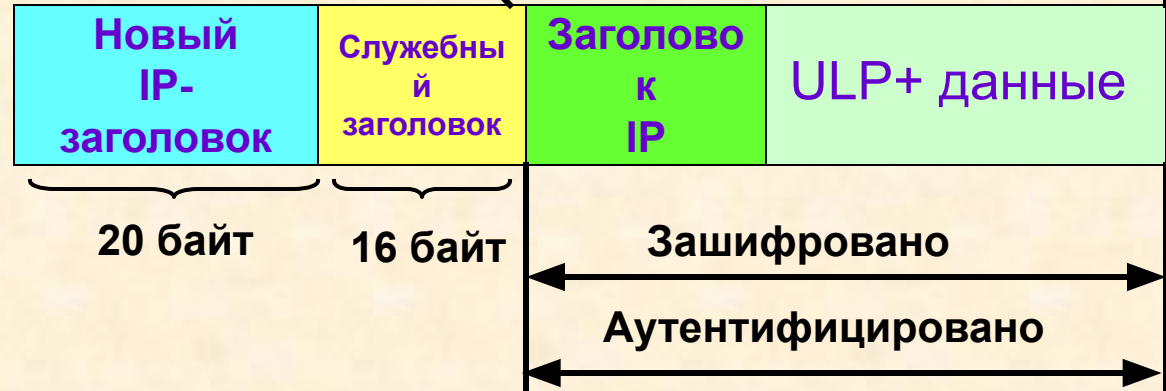 Новый
IP-
заголовок
Служебны
й
заголовок
Заголово
к
IP
ULP+ данные
20 байт
16 байт
Зашифровано
Аутентифицировано